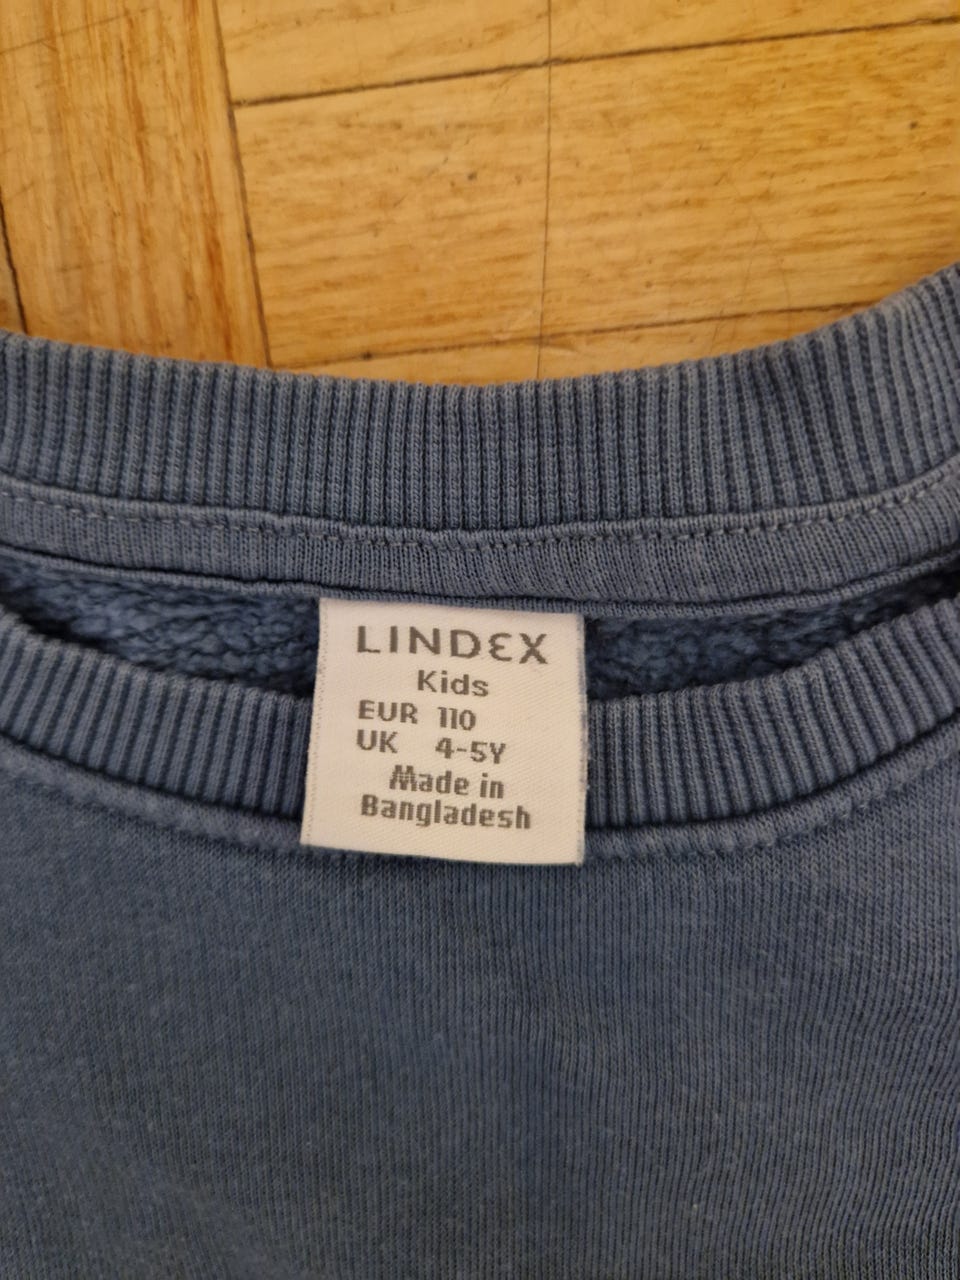 LINDEX
Kids
EUR 110
UK 4-5Y
Made in
Bangladesh